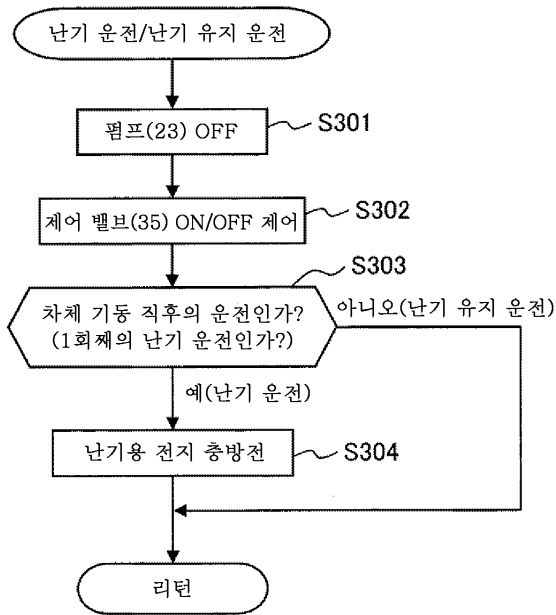 난기 운전/난기 유지 운전
펌프(23) OFF
S301
제어 밸브(35) ON/OFF 제어
S302
S303
차체 기동 직후의 운전인가?
(1회째의 난기 운전인가?)
아니오(난기 유지 운전)
예(난기 운전)
난기용 전지 충방전
S304
리턴